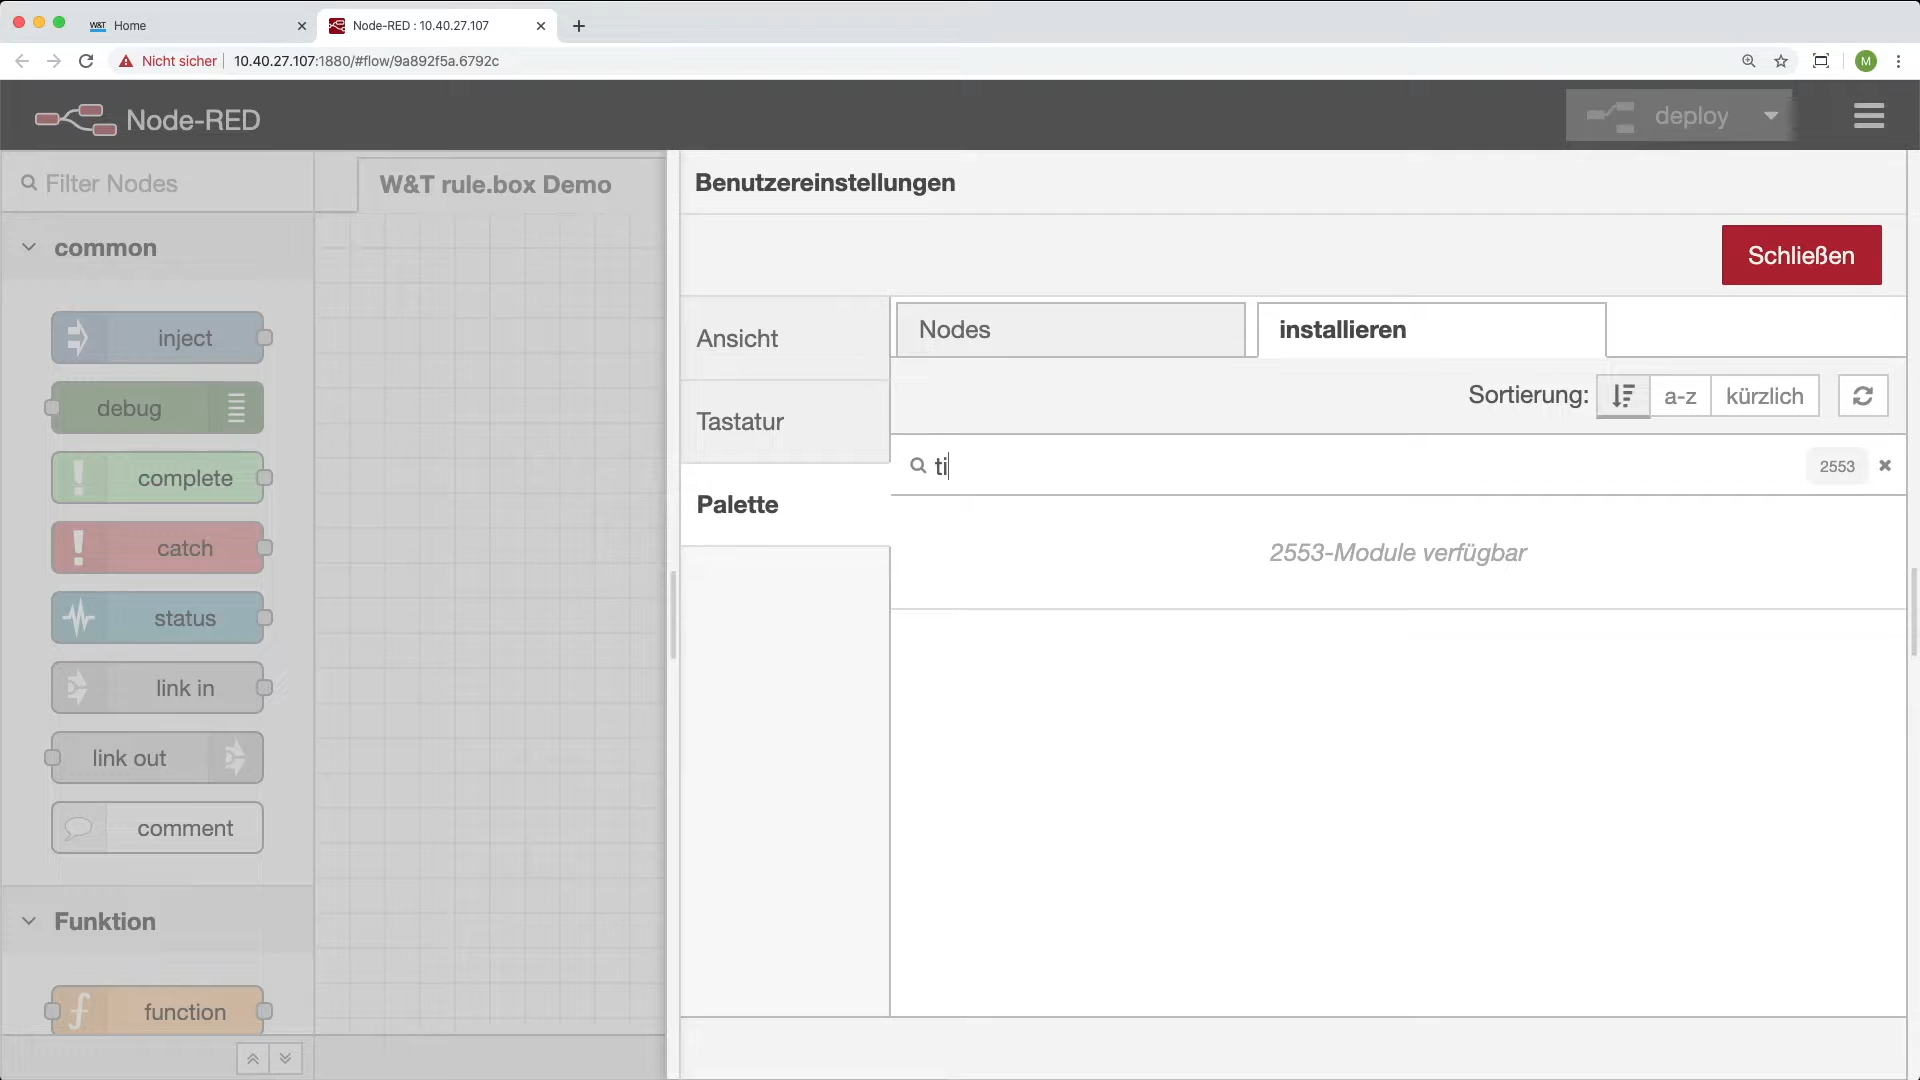 W&T Home
Node-RED : 10.40.27.107
Nicht sicher 10.40.27.107:1880/#flow/9a892f5a.6792c
M
Node-RED
deploy
Filter Nodes
W&T rule.box Demo
Benutzereinstellungen
Schließen
common
inject
debug
complete
catch
status
link in
link out
comment
Funktion
function
Ansicht
Tastatur
Palette
Nodes
installieren
Sortierung: a-z kürzlich
ti 2553
2553-Module verfügbar